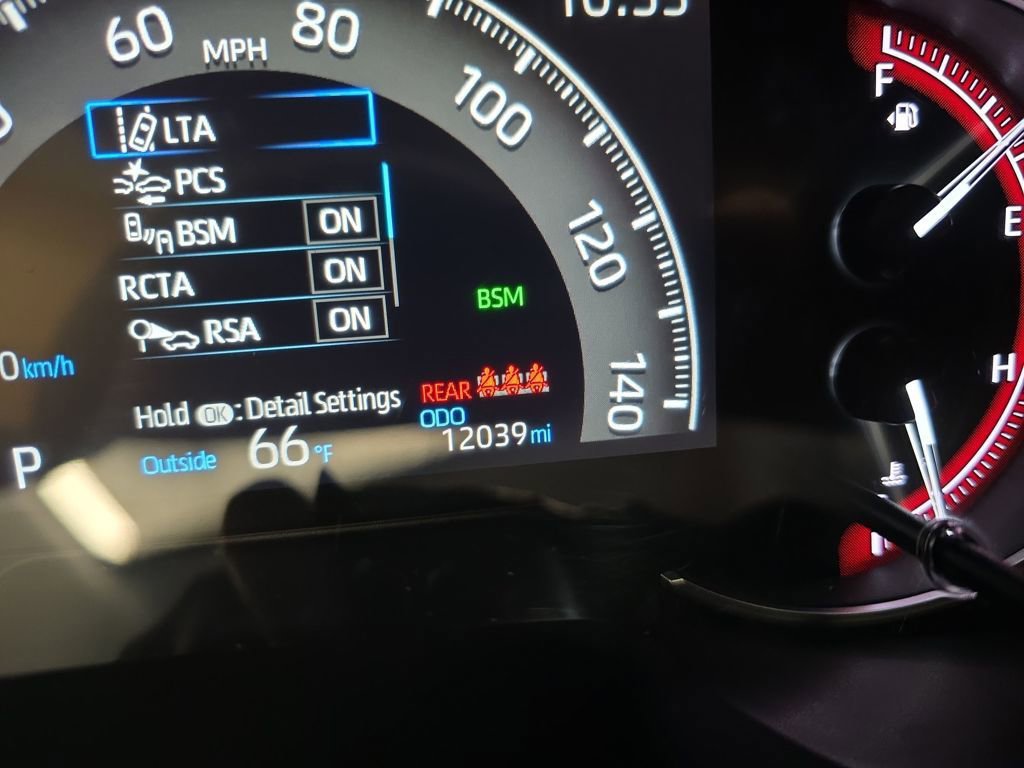 60
MPH
80
100
120
140
LTA
PCS
BSM ON
RCTA ON
RSA ON
BSM
0 km/h
Hold OK : Detail Settings
REAR
ODO
12039 mi
P
Outside 66 °F
F
E
H